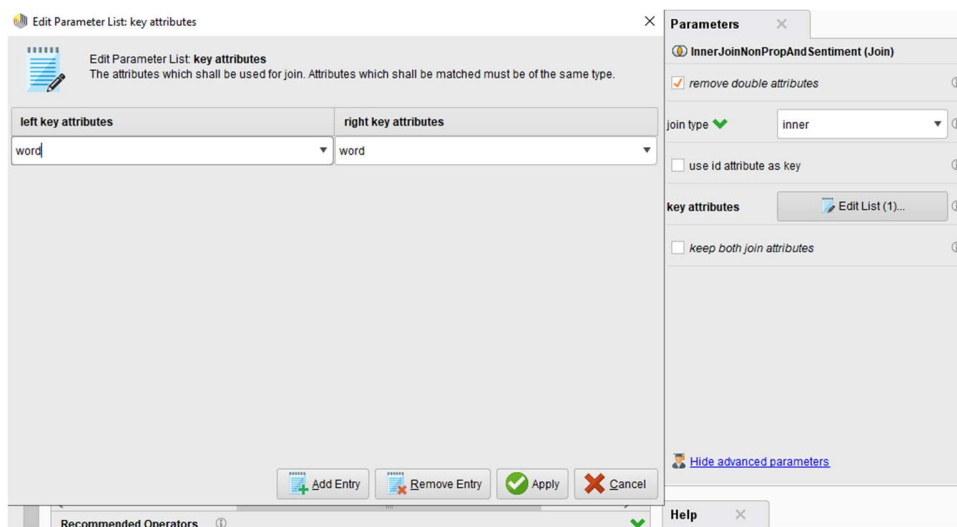 Edit Parameter List: key attributes
Edit Parameter List: key attributes
The attributes which shall be used for join. Attributes which shall be matched must be of the same type.
left key attributes right key attributes
word word
Add Entry Remove Entry Apply Cancel
Recommended Operators
Parameters
InnerJoinNonPropAndSentiment (Join)
remove double attributes
join type inner
use id attribute as key
key attributes Edit List (1)...
keep both join attributes
Hide advanced parameters
Help